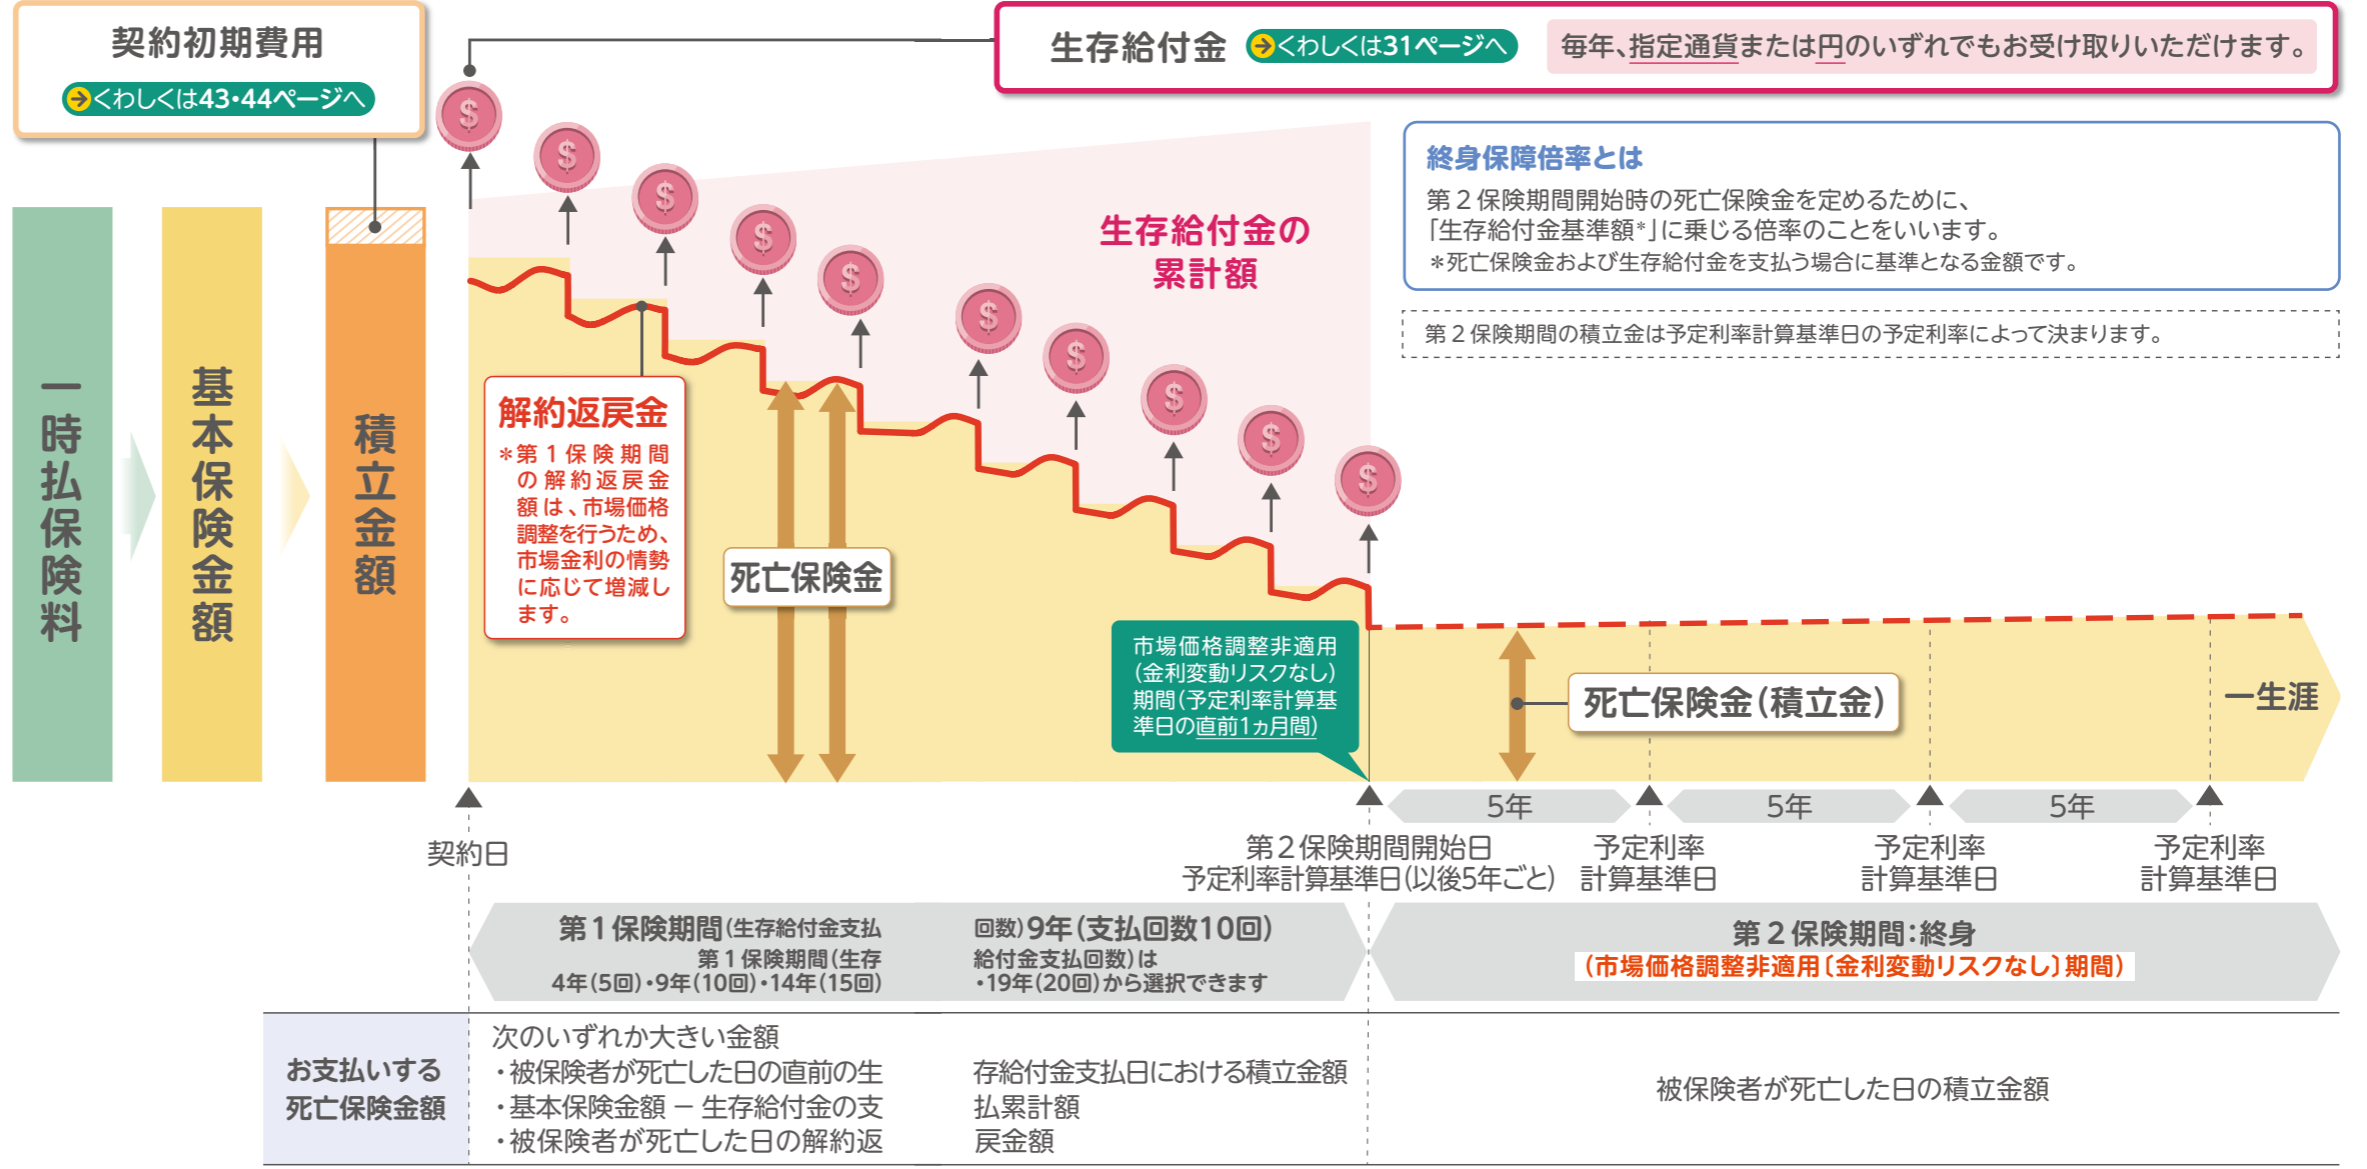 契約初期費用
くわしくは43・44ページへ
生存給付金
くわしくは31ページへ
毎年、指定通貨または円のいずれでもお受け取りいただけます。
$
$
$
$
$
$
$
$
$
$
生存給付金の
累計額
終身保障倍率とは
第2保険期間開始時の死亡保険金を定めるために、
「生存給付金基準額*」に乗じる倍率のことをいいます。
*死亡保険金および生存給付金を支払う場合に基準となる金額です。
第2保険期間の積立金は予定利率計算基準日の予定利率によって決まります。
一時払保険料
基本保険金額
積立金額
解約返戻金
*第1保険期間
の解約返戻金
額は、市場価格
調整を行うため、
市場金利の情勢
に応じて増減し
ます。
死亡保険金
市場価格調整非適用
(金利変動リスクなし)
期間(予定利率計算基
準日の直前1ヵ月間)
死亡保険金(積立金)
一生涯
5年
5年
5年
契約日
第2保険期間開始日
予定利率計算基準日(以後5年ごと)
予定利率
計算基準日
予定利率
計算基準日
予定利率
計算基準日
第1保険期間(生存給付金支払 回数)9年(支払回数10回)
第1保険期間(生存 給付金支払回数)は
4年(5回)・9年(10回)・14年(15回) ・19年(20回)から選択できます
第2保険期間:終身
(市場価格調整非適用〔金利変動リスクなし〕期間)
お支払いする
死亡保険金額
次のいずれか大きい金額
・被保険者が死亡した日の直前の生 存給付金支払日における積立金額
・基本保険金額 − 生存給付金の支 払累計額
・被保険者が死亡した日の解約返 戻金額
被保険者が死亡した日の積立金額